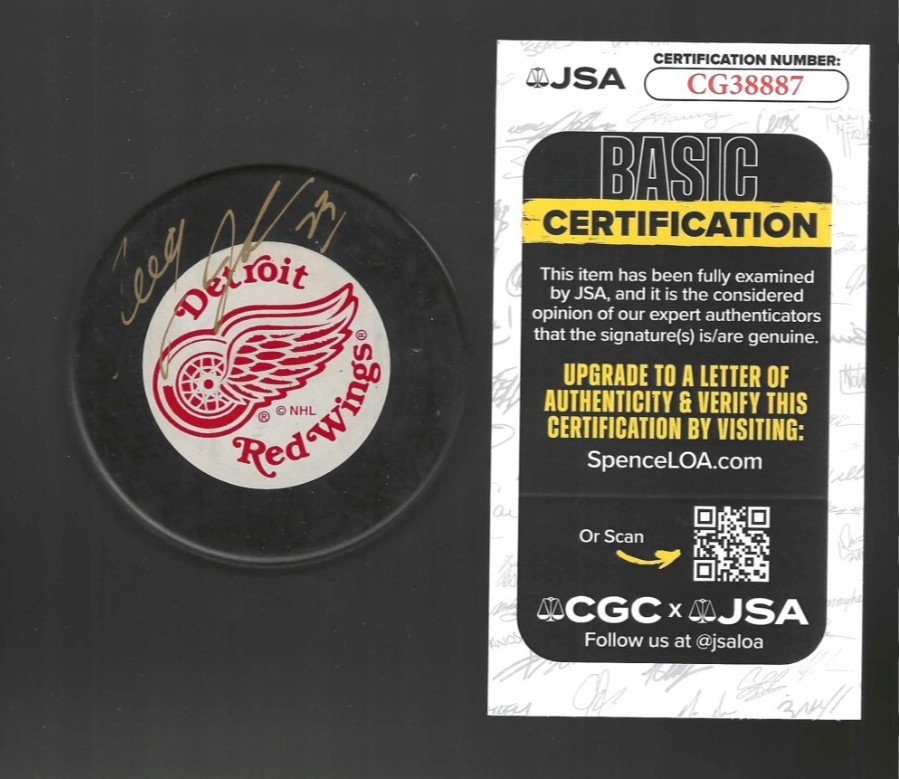 Detroit
® © NHL
Red Wings®
JSA
CERTIFICATION NUMBER:
CG38887
BASIC
CERTIFICATION
This item has been fully examined
by JSA, and it is the considered
opinion of our expert authenticators
that the signature(s) is/are genuine.
UPGRADE TO A LETTER OF
AUTHENTICITY & VERIFY THIS
CERTIFICATION BY VISITING:
SpenceLOA.com
Or Scan
CGC x JSA
Follow us at @jsaloa